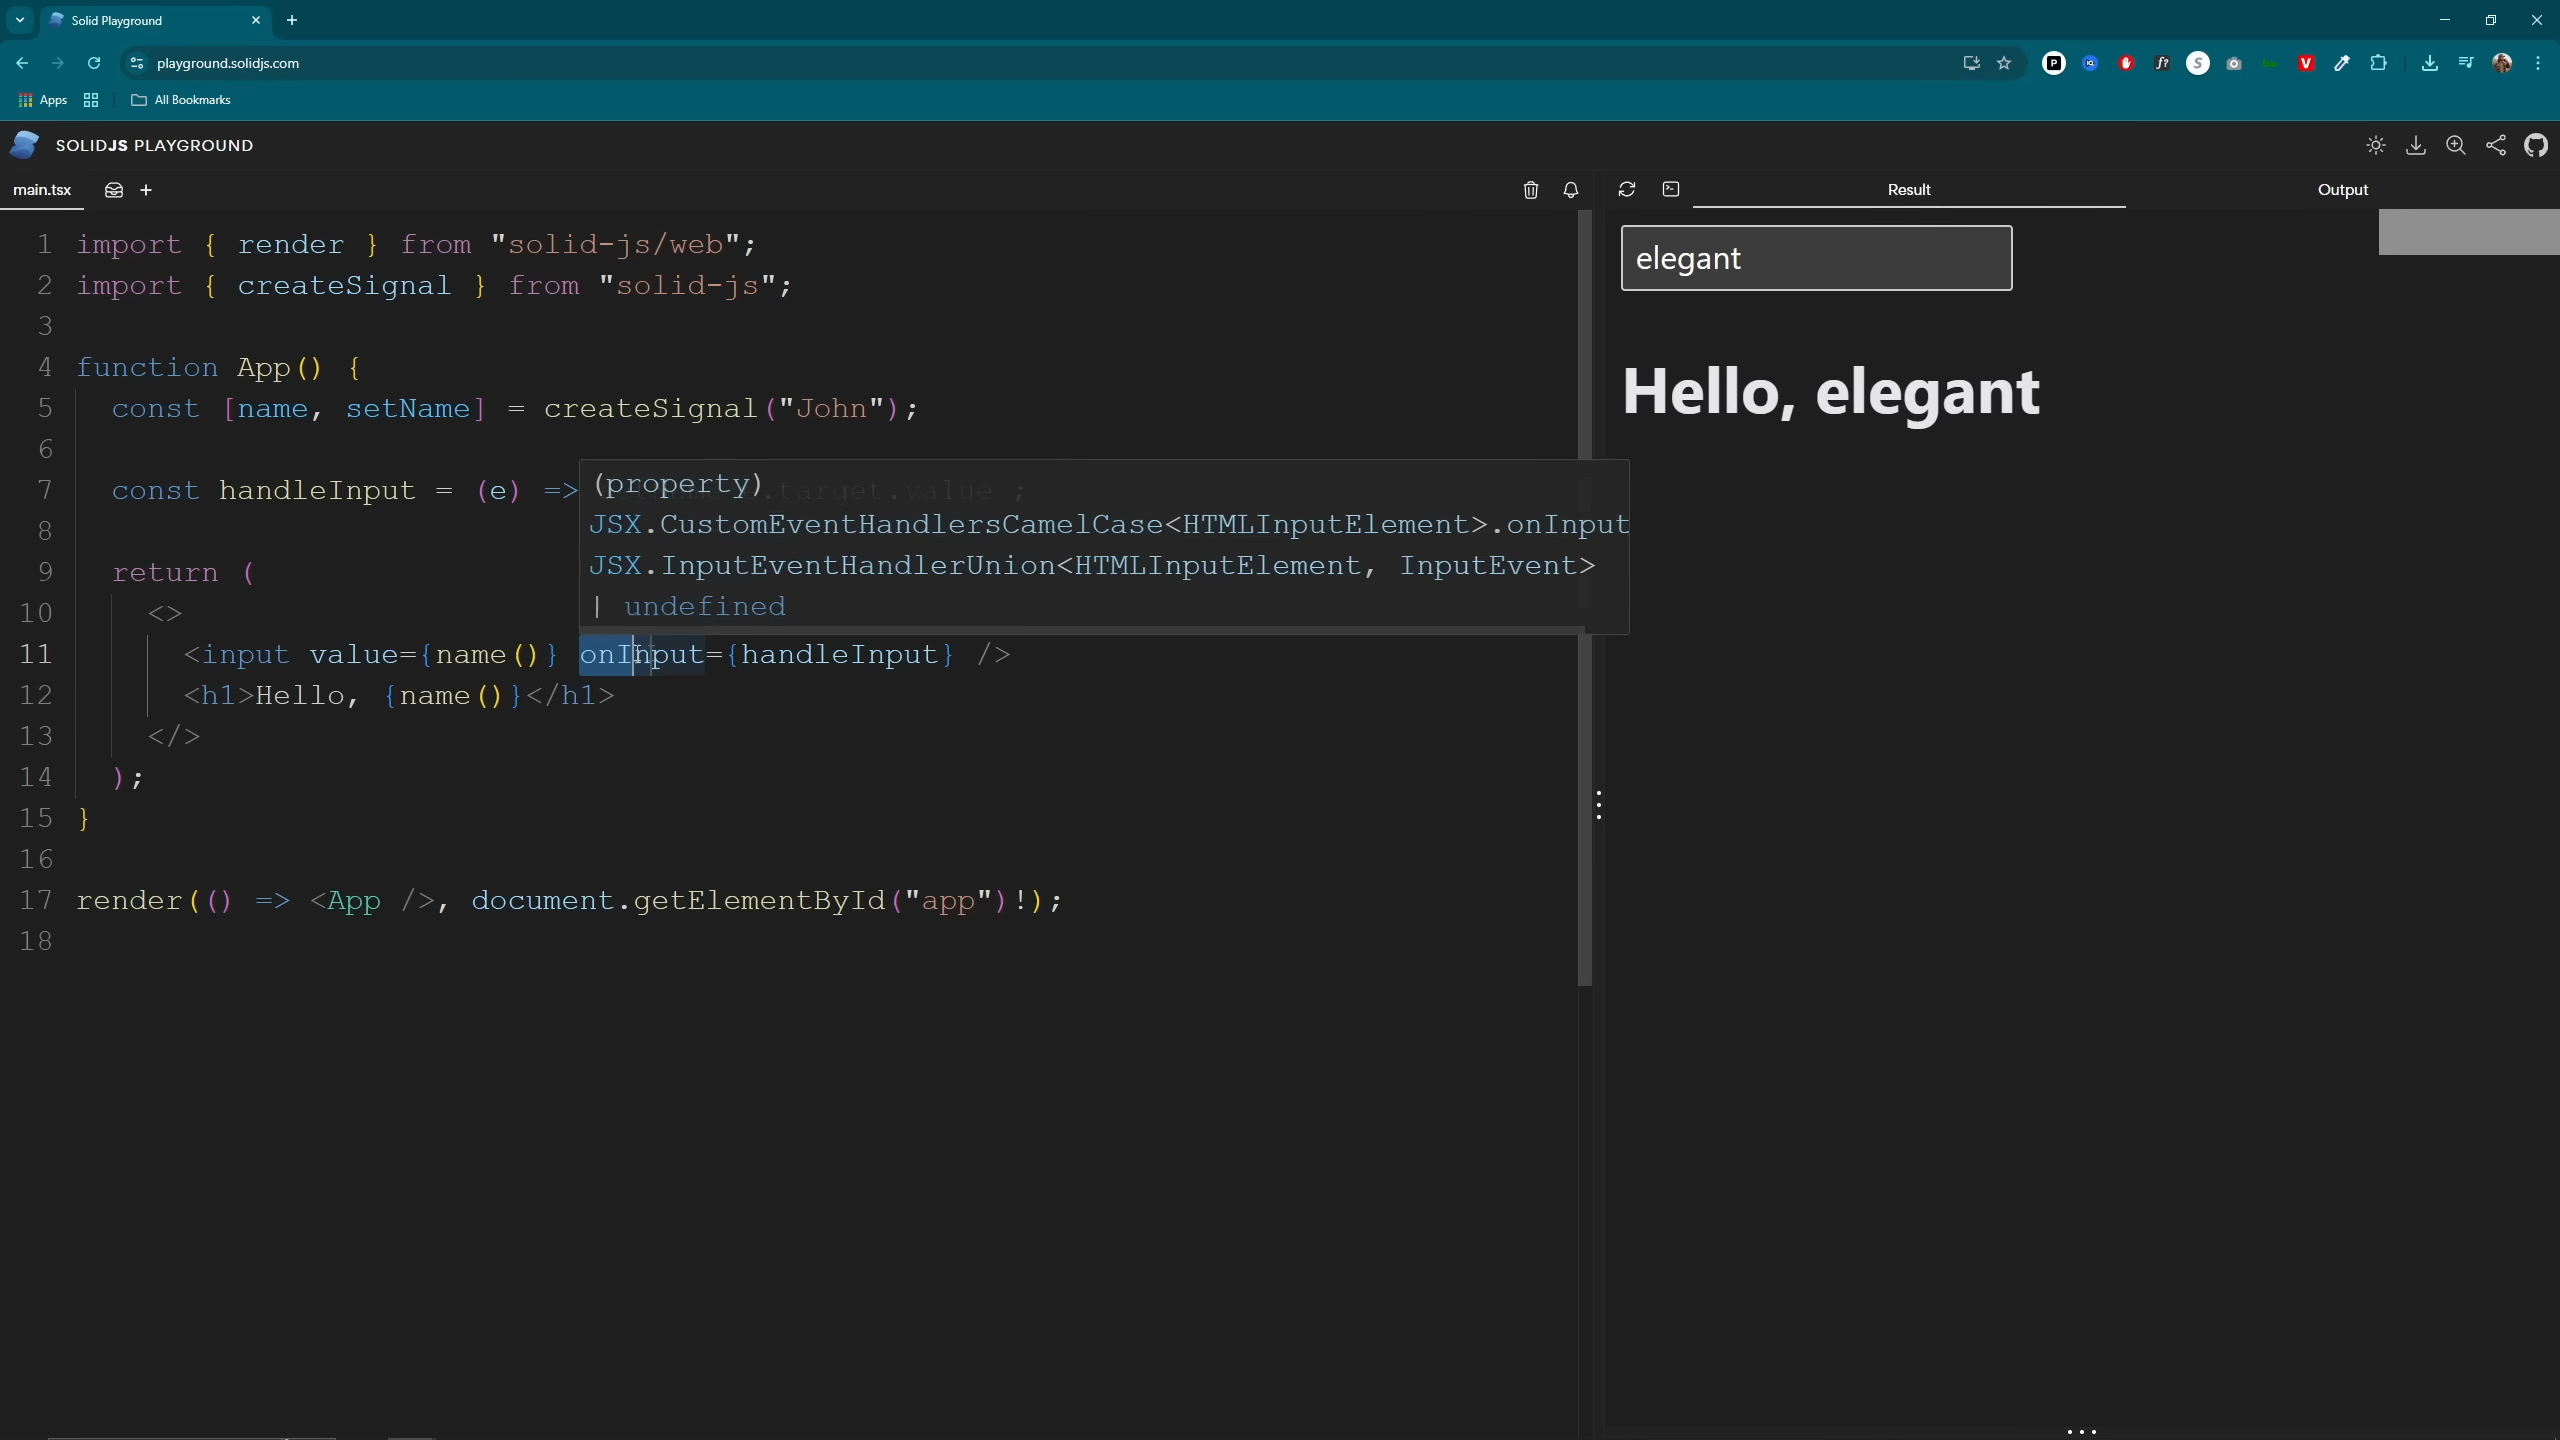 Solid Playground
playground.solidjs.com
Apps
All Bookmarks
SOLIDJS PLAYGROUND
main.tsx
Result
Output
1 import { render } from "solid-js/web";
2 import { createSignal } from "solid-js";
3
4 function App() {
5 const [name, setName] = createSignal("John");
6
7 const handleInput = (e) => .target.value ;
(property)
JSX.CustomEventHandlersCamelCase<HTMLInputElement>.onInput
JSX.InputEventHandlerUnion<HTMLInputElement, InputEvent>
| undefined
8
9 return (
10 <>
11 <input value={name()} onInput={handleInput} />
12 <h1>Hello, {name()}</h1>
13 </>
14 );
15 }
16
17 render(() => <App />, document.getElementById("app")!);
18
elegant
Hello, elegant